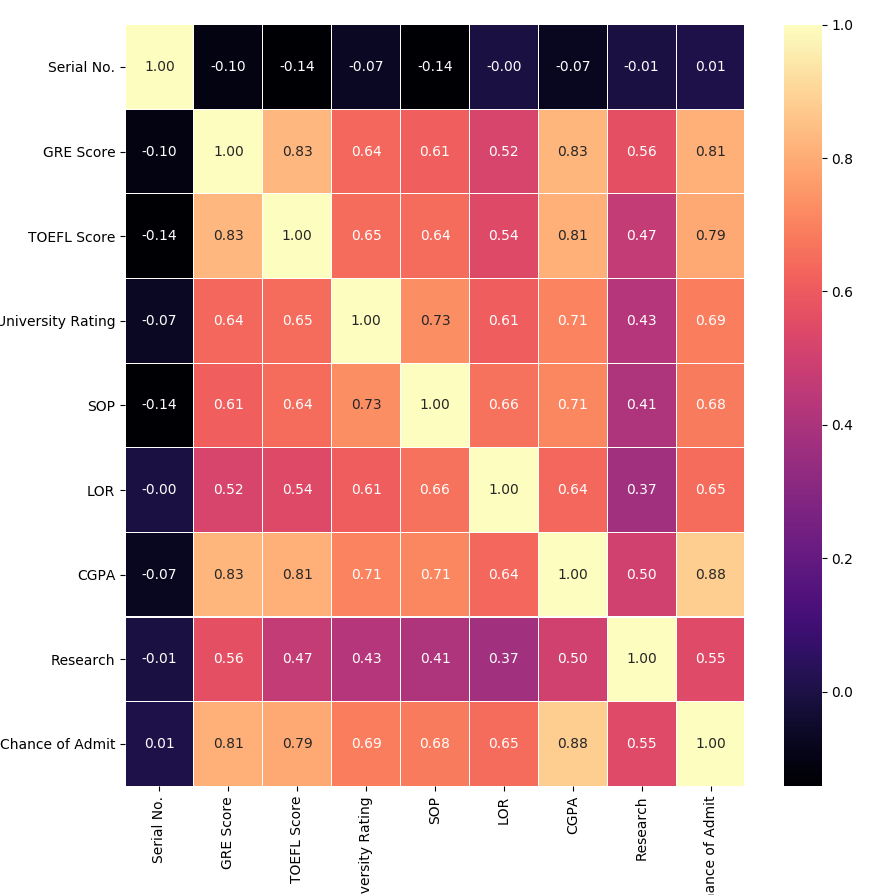 1.0
Serial No. 1.00 -0.10 -0.14 -0.07 -0.14 -0.00 -0.07 -0.01 0.01
GRE Score -0.10 1.00 0.83 0.64 0.61 0.52 0.83 0.56 0.81
0.8
TOEFL Score -0.14 0.83 1.00 0.65 0.64 0.54 0.81 0.47 0.79
0.6
University Rating -0.07 0.64 0.65 1.00 0.73 0.61 0.71 0.43 0.69
SOP -0.14 0.61 0.64 0.73 1.00 0.66 0.71 0.41 0.68
0.4
LOR -0.00 0.52 0.54 0.61 0.66 1.00 0.64 0.37 0.65
0.2
CGPA -0.07 0.83 0.81 0.71 0.71 0.64 1.00 0.50 0.88
Research -0.01 0.56 0.47 0.43 0.41 0.37 0.50 1.00 0.55
0.0
Chance of Admit 0.01 0.81 0.79 0.69 0.68 0.65 0.88 0.55 1.00
Serial No.
GRE Score
TOEFL Score
versity Rating
SOP
LOR
CGPA
Research
ance of Admit